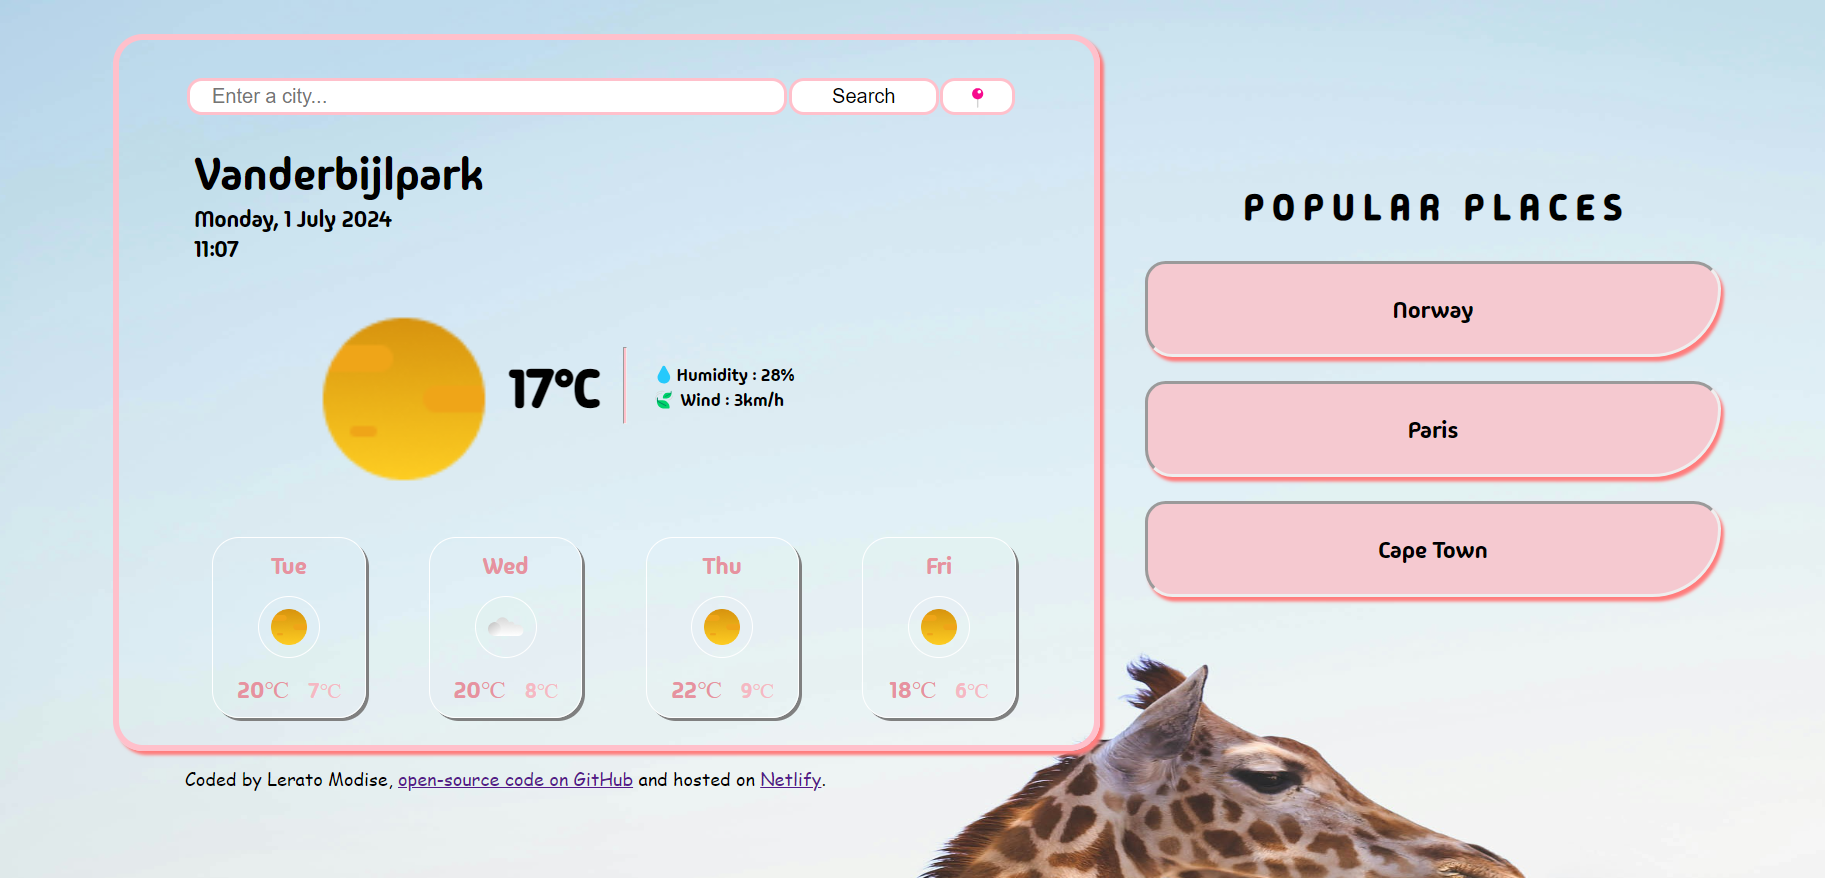 Enter a city...
Search
Vanderbijlpark
Monday, 1 July 2024
11:07
17°C
Humidity : 28%
Wind : 3km/h
Tue
20°C 7°C
Wed
20°C 8°C
Thu
22°C 9°C
Fri
18°C 6°C
Coded by Lerato Modise, open-source code on GitHub and hosted on Netlify.
POPULAR PLACES
Norway
Paris
Cape Town